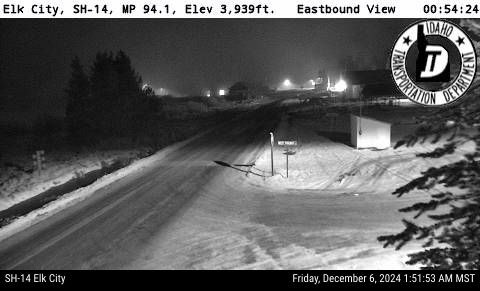 Elk City, SH-14, MP 94.1, Elev 3,939ft. Eastbound View 00:54:24
IDAHO
TRANSPORTATION DEPARTMENT
SH-14 Elk City Friday, December 6, 2024 1:51:53 AM MST